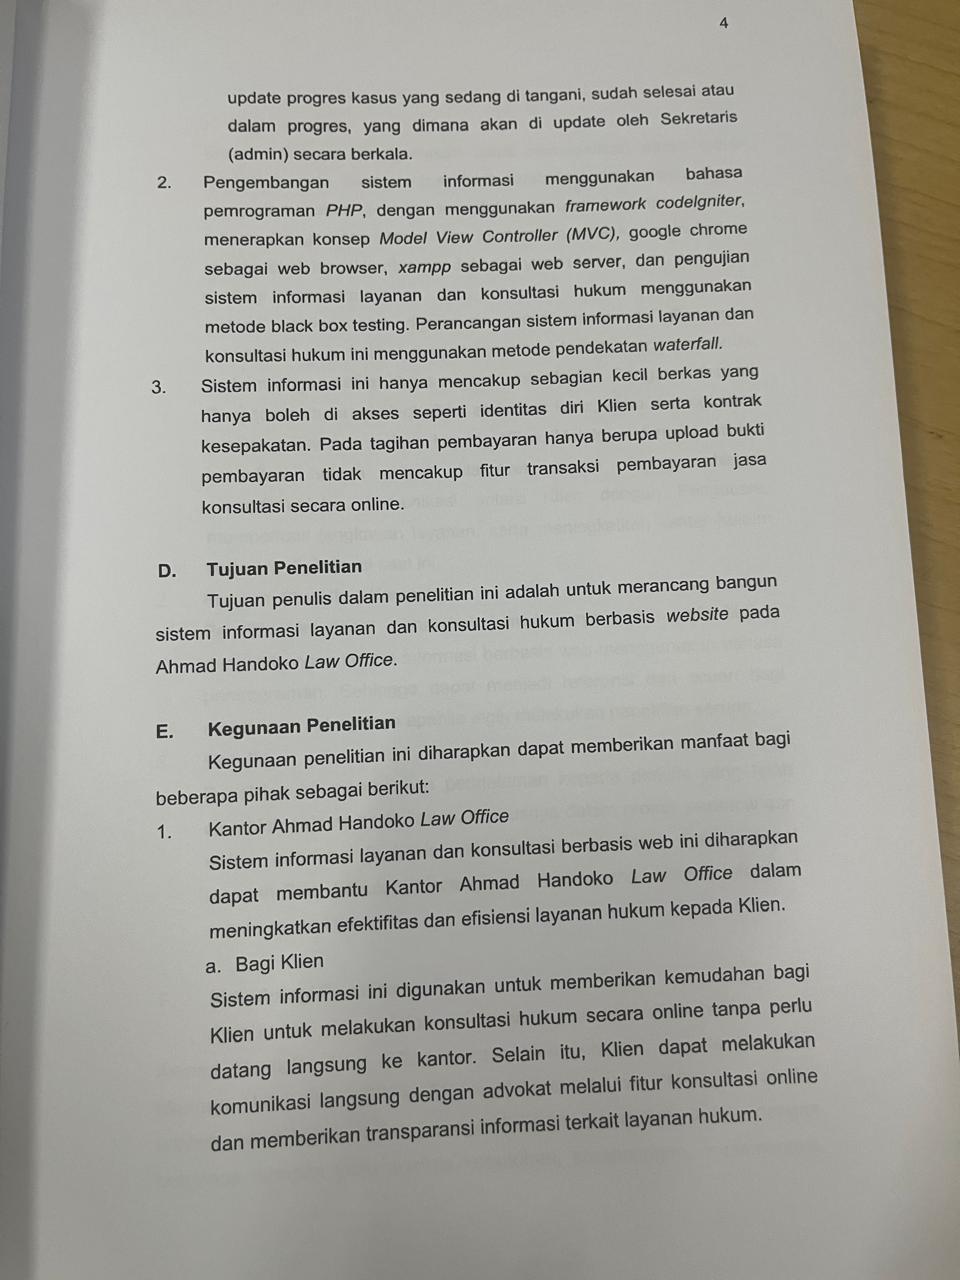 4
update progres kasus yang sedang di tangani, sudah selesai atau
dalam progres, yang dimana akan di update oleh Sekretaris
(admin) secara berkala.
2. Pengembangan sistem informasi menggunakan bahasa
pemrograman PHP, dengan menggunakan framework codeIgniter,
menerapkan konsep Model View Controller (MVC), google chrome
sebagai web browser, xampp sebagai web server, dan pengujian
sistem informasi layanan dan konsultasi hukum menggunakan
metode black box testing. Perancangan sistem informasi layanan dan
konsultasi hukum ini menggunakan metode pendekatan waterfall.
3. Sistem informasi ini hanya mencakup sebagian kecil berkas yang
hanya boleh di akses seperti identitas diri Klien serta kontrak
kesepakatan. Pada tagihan pembayaran hanya berupa upload bukti
pembayaran tidak mencakup fitur transaksi pembayaran jasa
konsultasi secara online.
D. Tujuan Penelitian
Tujuan penulis dalam penelitian ini adalah untuk merancang bangun
sistem informasi layanan dan konsultasi hukum berbasis website pada
Ahmad Handoko Law Office.
E. Kegunaan Penelitian
Kegunaan penelitian ini diharapkan dapat memberikan manfaat bagi
beberapa pihak sebagai berikut:
1. Kantor Ahmad Handoko Law Office
Sistem informasi layanan dan konsultasi berbasis web ini diharapkan
dapat membantu Kantor Ahmad Handoko Law Office dalam
meningkatkan efektifitas dan efisiensi layanan hukum kepada Klien.
a. Bagi Klien
Sistem informasi ini digunakan untuk memberikan kemudahan bagi
Klien untuk melakukan konsultasi hukum secara online tanpa perlu
datang langsung ke kantor. Selain itu, Klien dapat melakukan
komunikasi langsung dengan advokat melalui fitur konsultasi online
dan memberikan transparansi informasi terkait layanan hukum.